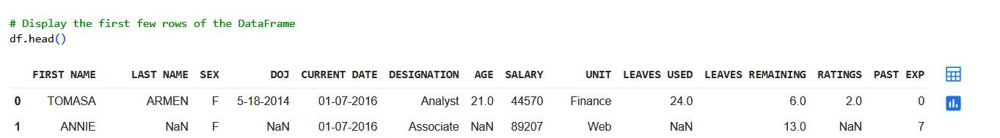 # Display the first few rows of the DataFrame
df.head()
FIRST NAME LAST NAME SEX DOJ CURRENT DATE DESIGNATION AGE SALARY UNIT LEAVES USED LEAVES REMAINING RATINGS PAST EXP
0 TOMASA ARMEN F 5-18-2014 01-07-2016 Analyst 21.0 44570 Finance 24.0 6.0 2.0 0
1 ANNIE NaN F NaN 01-07-2016 Associate NaN 89207 Web NaN 13.0 NaN 7